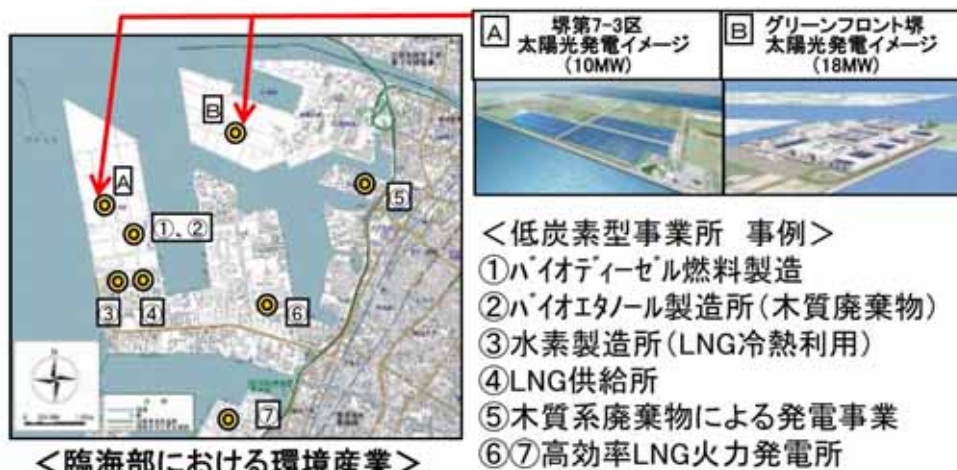 A 堺第7-3区
太陽光発電イメージ
(10MW)
B グリーンフロント堺
太陽光発電イメージ
(18MW)
B
A
①、②
③
④
⑤
⑥
⑦
<臨海部における環境産業>
<低炭素型事業所 事例>
①バイオディーゼル燃料製造
②バイオエタノール製造所(木質廃棄物)
③水素製造所(LNG冷熱利用)
④LNG供給所
⑤木質系廃棄物による発電事業
⑥⑦高効率LNG火力発電所